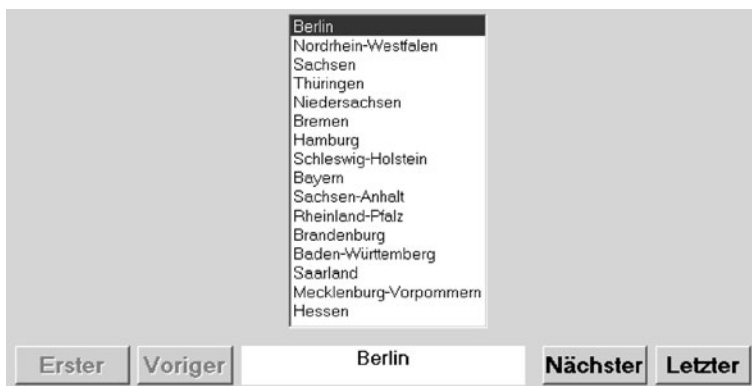 Berlin
Nordrhein-Westfalen
Sachsen
Thüringen
Niedersachsen
Bremen
Hamburg
Schleswig-Holstein
Bayern
Sachsen-Anhalt
Rheinland-Pfalz
Brandenburg
Baden-Württemberg
Saarland
Mecklenburg-Vorpommern
Hessen
Erster Voriger Berlin Nächster Letzter